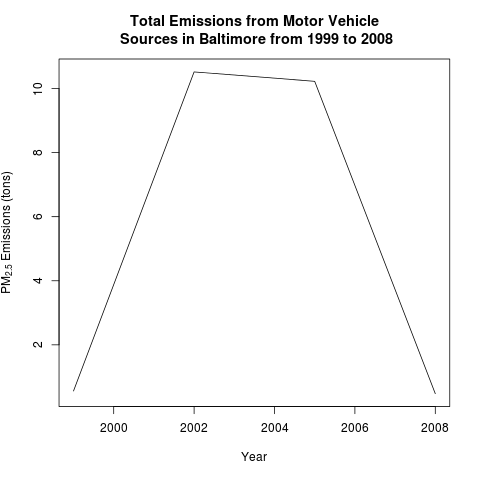 Total Emissions from Motor Vehicle
Sources in Baltimore from 1999 to 2008
PM2.5 Emissions (tons)
10
8
6
4
2
2000 2002 2004 2006 2008
Year